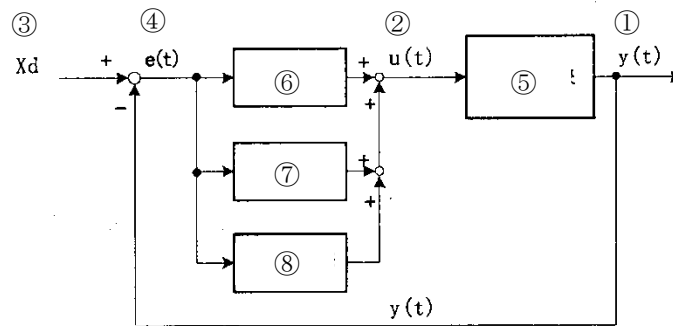 ③ ④ ② ①
Xd + e(t) + u(t) y(t)
− ⑥ + ⑤
⑦ +
+
⑧
y(t)